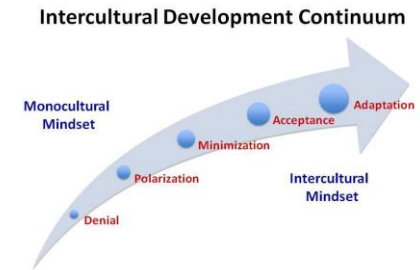 Intercultural Development Continuum
Monocultural
Mindset
Adaptation
Acceptance
Minimization
Polarization
Intercultural
Mindset
Denial